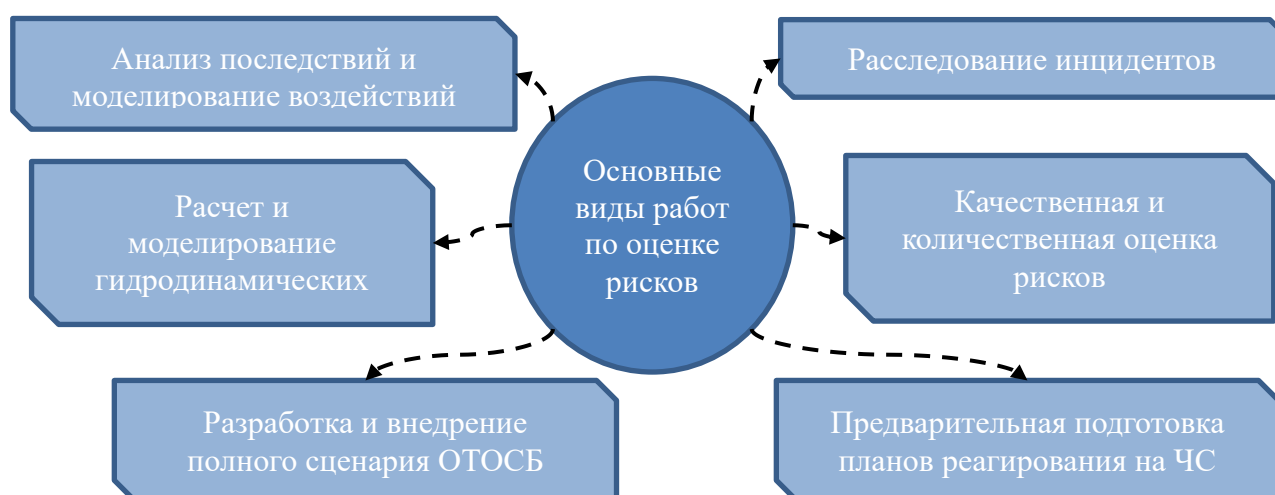 Анализ последствий и
моделирование воздействий
Расследование инцидентов
Основные
виды работ
по оценке
рисков
Расчет и
моделирование
гидродинамических
Качественная и
количественная оценка
рисков
Разработка и внедрение
полного сценария ОТОСБ
Предварительная подготовка
планов реагирования на ЧС